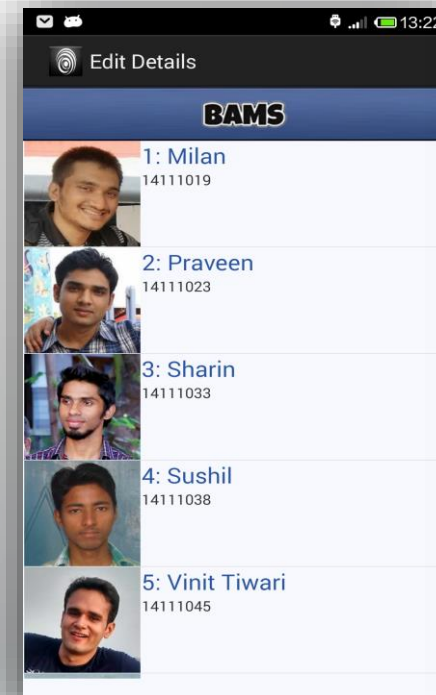 13:22
Edit Details
BAMS
1: Milan
14111019
2: Praveen
14111023
3: Sharin
14111033
4: Sushil
14111038
5: Vinit Tiwari
14111045